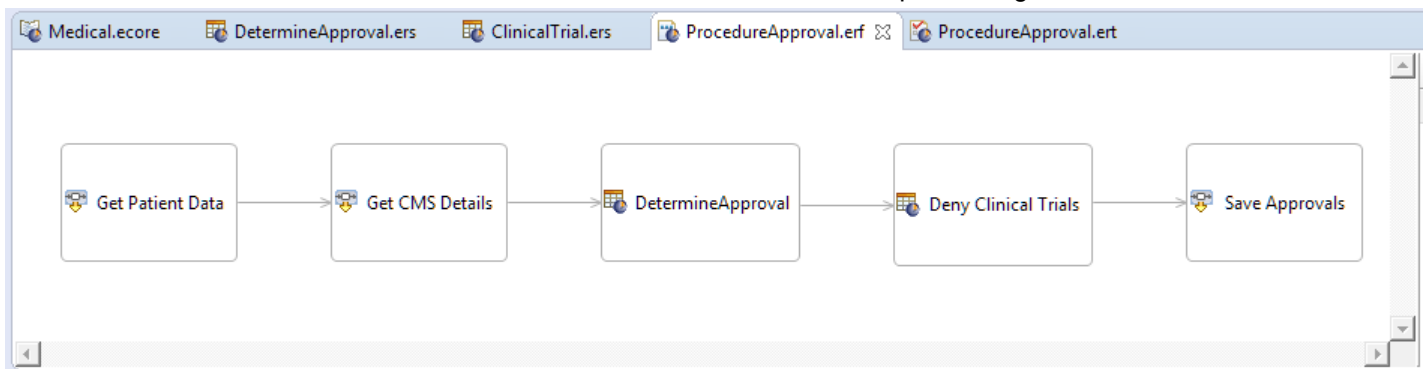 Medical.ecore DetermineApproval.ers ClinicalTrial.ers ProcedureApproval.erf ProcedureApproval.ert
Get Patient Data Get CMS Details DetermineApproval Deny Clinical Trials Save Approvals